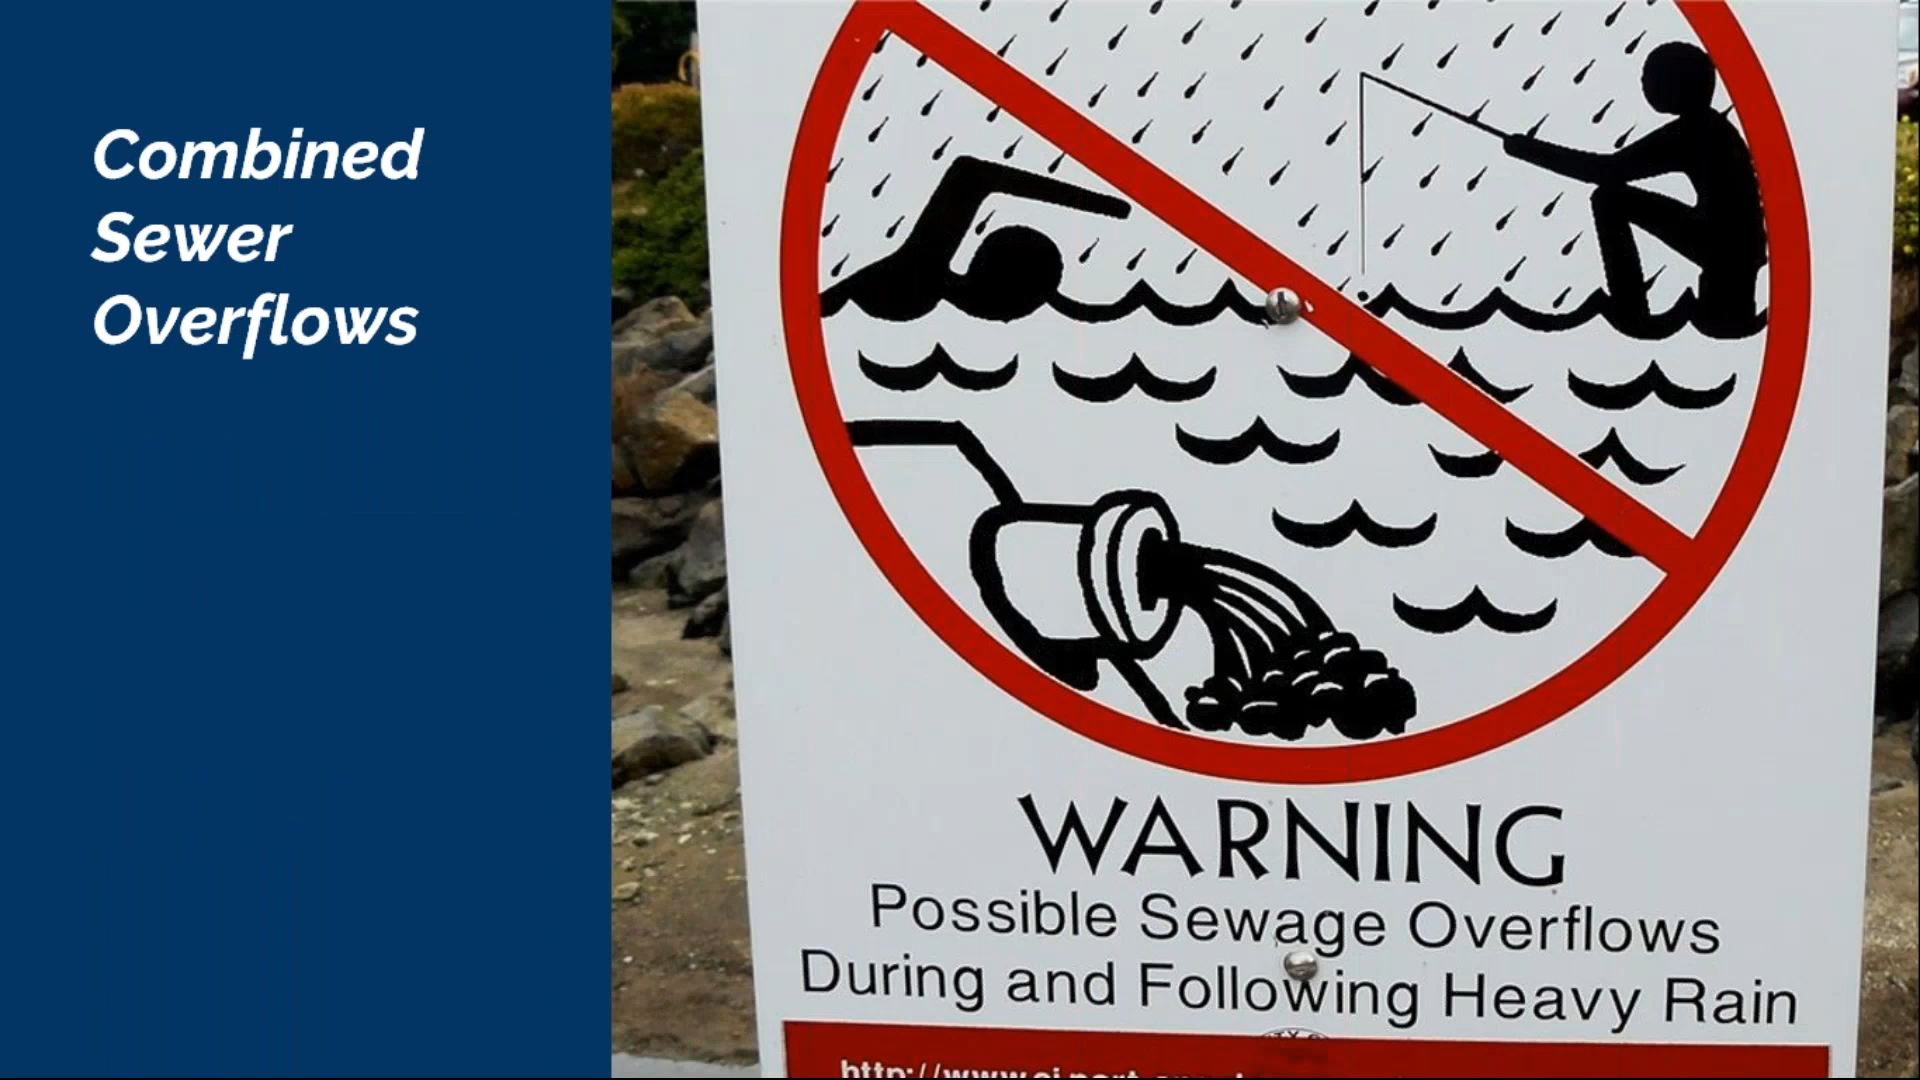 Combined
Sewer
Overflows
WARNING
Possible Sewage Overflows
During and Following Heavy Rain